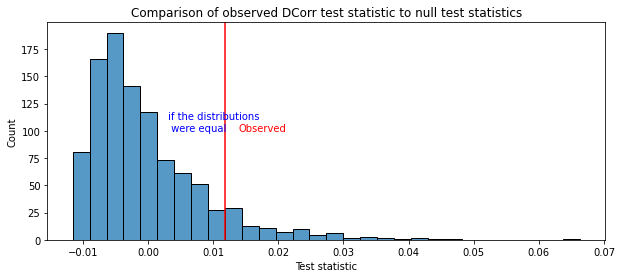 Comparison of observed DCorr test statistic to null test statistics
175
150
125
100
75
50
25
0
Count
if the distributions
were equal
Observed
−0.01
0.00
0.01
0.02
0.03
0.04
0.05
0.06
0.07
Test statistic